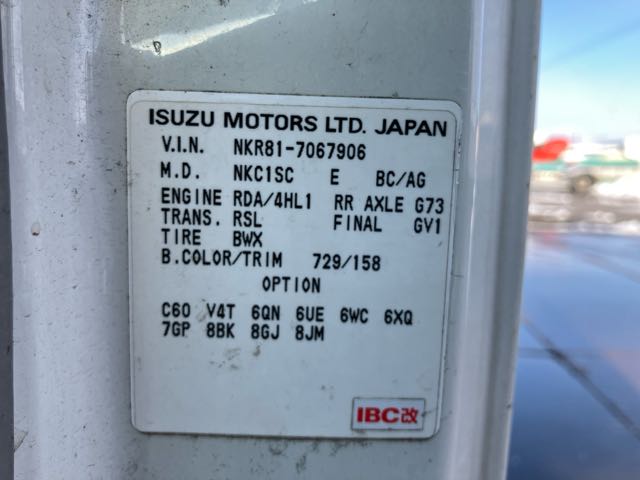 ISUZU MOTORS LTD. JAPAN
V.I.N. NKR81-7067906
M.D. NKC1SC E BC/AG
ENGINE RDA/4HL1 RR AXLE G73
TRANS. RSL FINAL GV1
TIRE BWX
B.COLOR/TRIM 729/158
OPTION
C60 V4T 6QN 6UE 6WC 6XQ
7GP 8BK 8GJ 8JM
IBC改